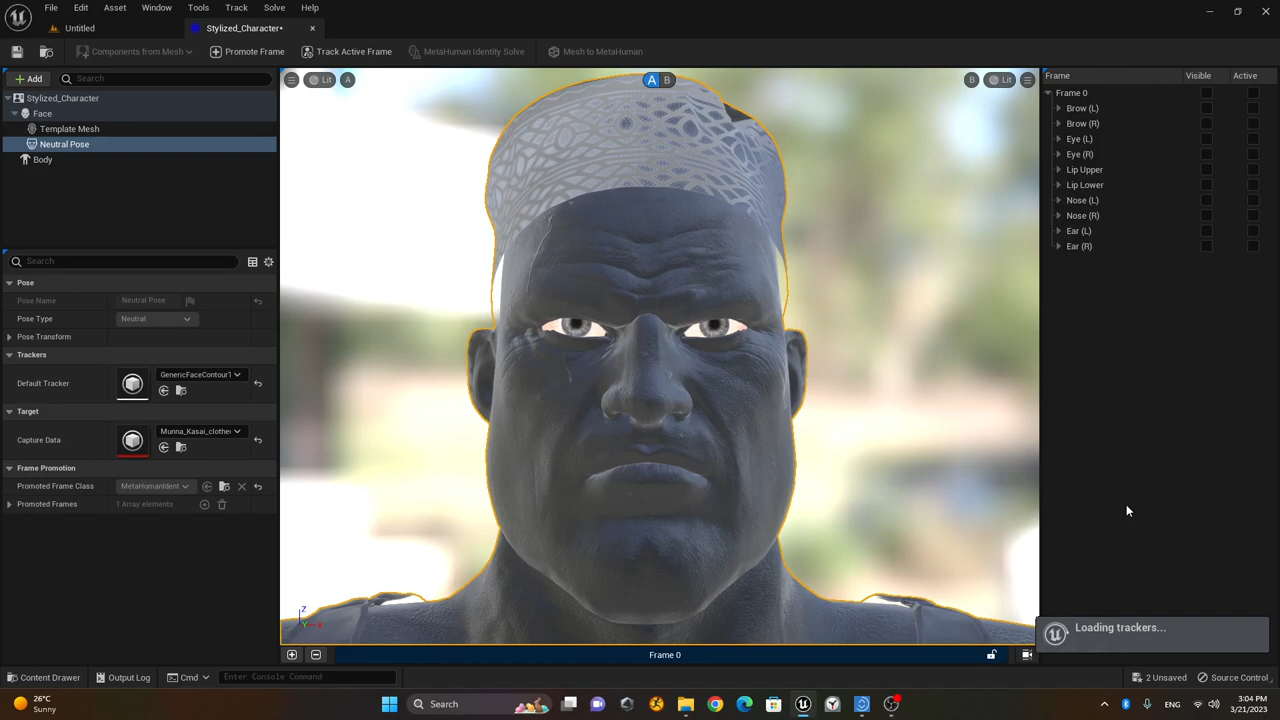 File Edit Asset Window Tools Track Solve Help
Untitled
Stylized_Character•
Components from Mesh
Promote Frame
Track Active Frame
MetaHuman Identity Solve
Mesh to MetaHuman
Add
Search
Stylized_Character
Face
Template Mesh
Neutral Pose
Body
Search
Pose
Pose Name Neutral Pose
Pose Type Neutral
Pose Transform
Trackers
Default Tracker GenericFaceContourT
Target
Capture Data Munna_Kasai_clothe
Frame Promotion
Promoted Frame Class MetaHumanIdent
Promoted Frames 1 Array elements
Lit A
A B
B Lit
Z
Y X
Frame 0
Frame Visible Active
Frame 0
Brow (L)
Brow (R)
Eye (L)
Eye (R)
Lip Upper
Lip Lower
Nose (L)
Nose (R)
Ear (L)
Ear (R)
Loading trackers...
Content Drawer
Output Log
Cmd
Enter Console Command
2 Unsaved
Source Control
26°C
Sunny
Search
3:04 PM
3/21/2023